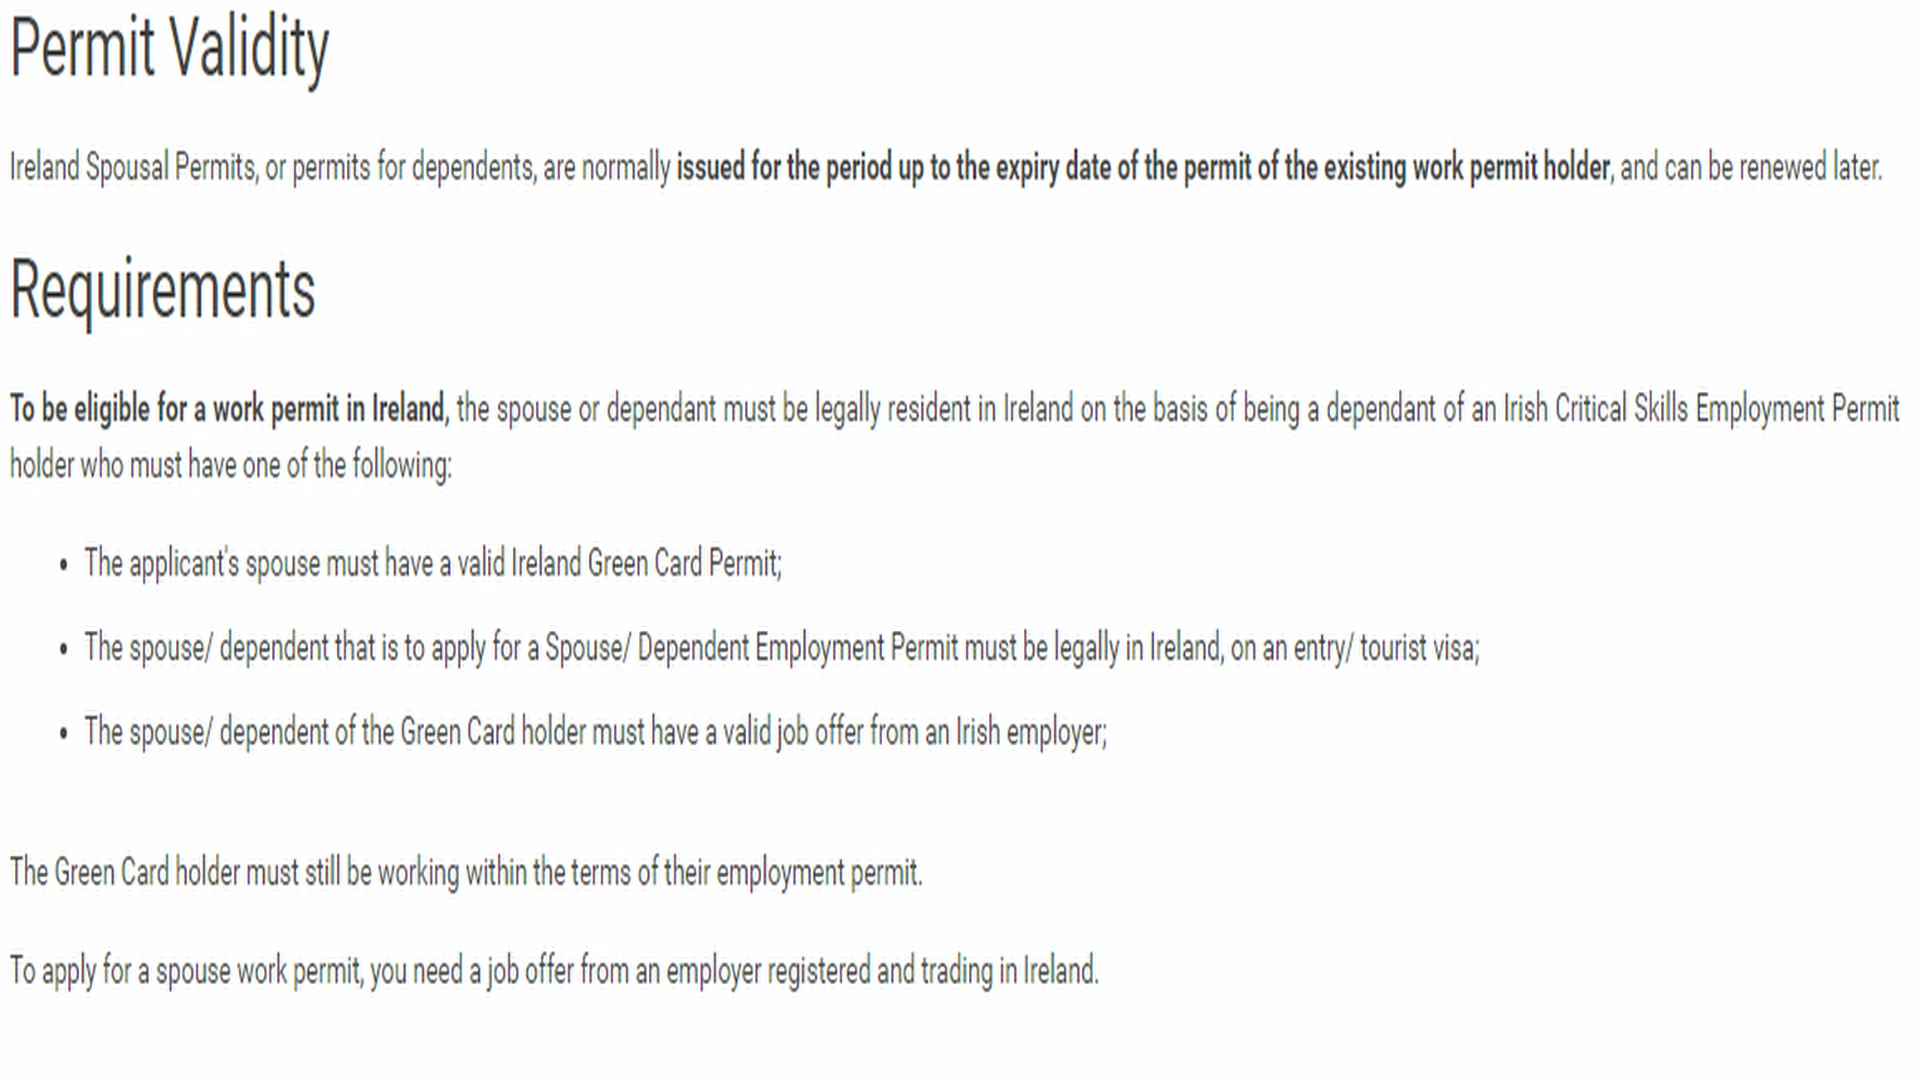 Permit Validity
Ireland Spousal Permits, or permits for dependents, are normally issued for the period up to the expiry date of the permit of the existing work permit holder, and can be renewed later.
Requirements
To be eligible for a work permit in Ireland, the spouse or dependant must be legally resident in Ireland on the basis of being a dependant of an Irish Critical Skills Employment Permit
holder who must have one of the following:
• The applicant's spouse must have a valid Ireland Green Card Permit;
• The spouse/ dependent that is to apply for a Spouse/ Dependent Employment Permit must be legally in Ireland, on an entry/ tourist visa;
• The spouse/ dependent of the Green Card holder must have a valid job offer from an Irish employer;
The Green Card holder must still be working within the terms of their employment permit.
To apply for a spouse work permit, you need a job offer from an employer registered and trading in Ireland.